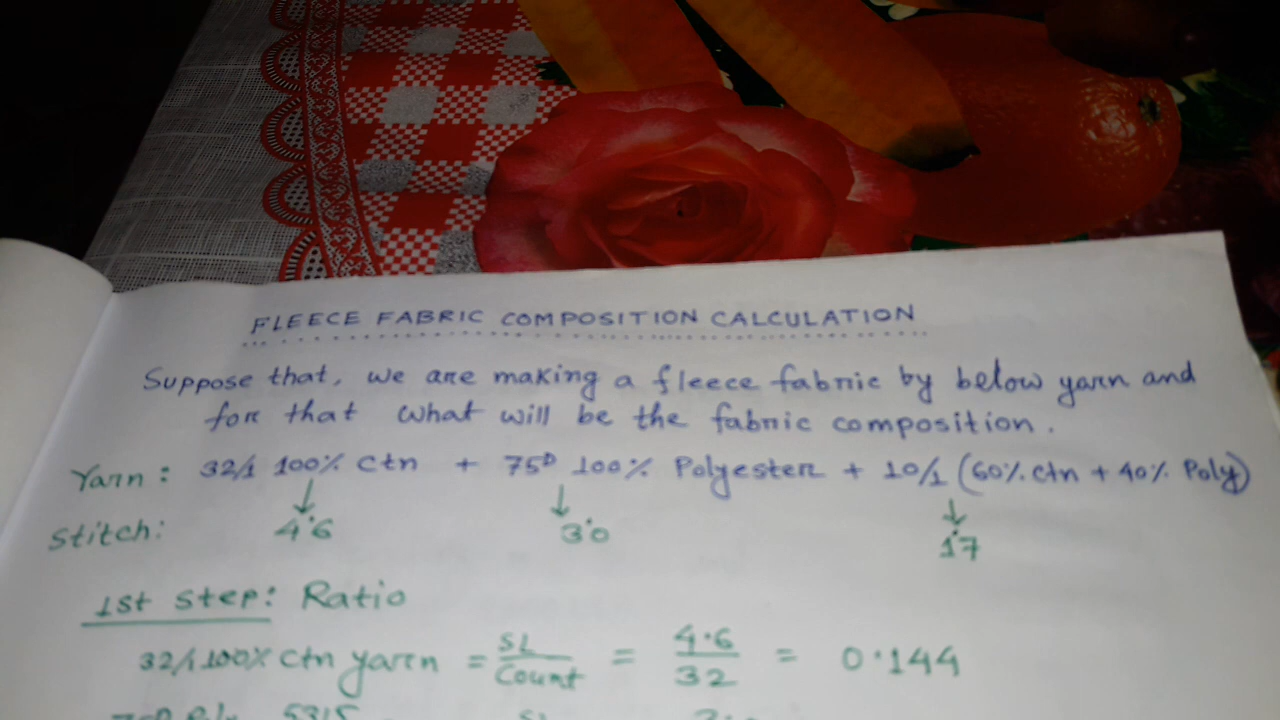 FLEECE FABRIC COMPOSITION CALCULATION
Suppose that, we are making a fleece fabric by below yarn and
for that what will be the fabric composition.
Yarn: 32/1 100% Ctn + 75D 100% Polyester + 10/1 (60% Ctn + 40% Poly)
Stitch: 4.6 3.0 1.7
1st Step: Ratio
32/1 100% Ctn yarn = SL/Count = 4.6/32 = 0.144
5315